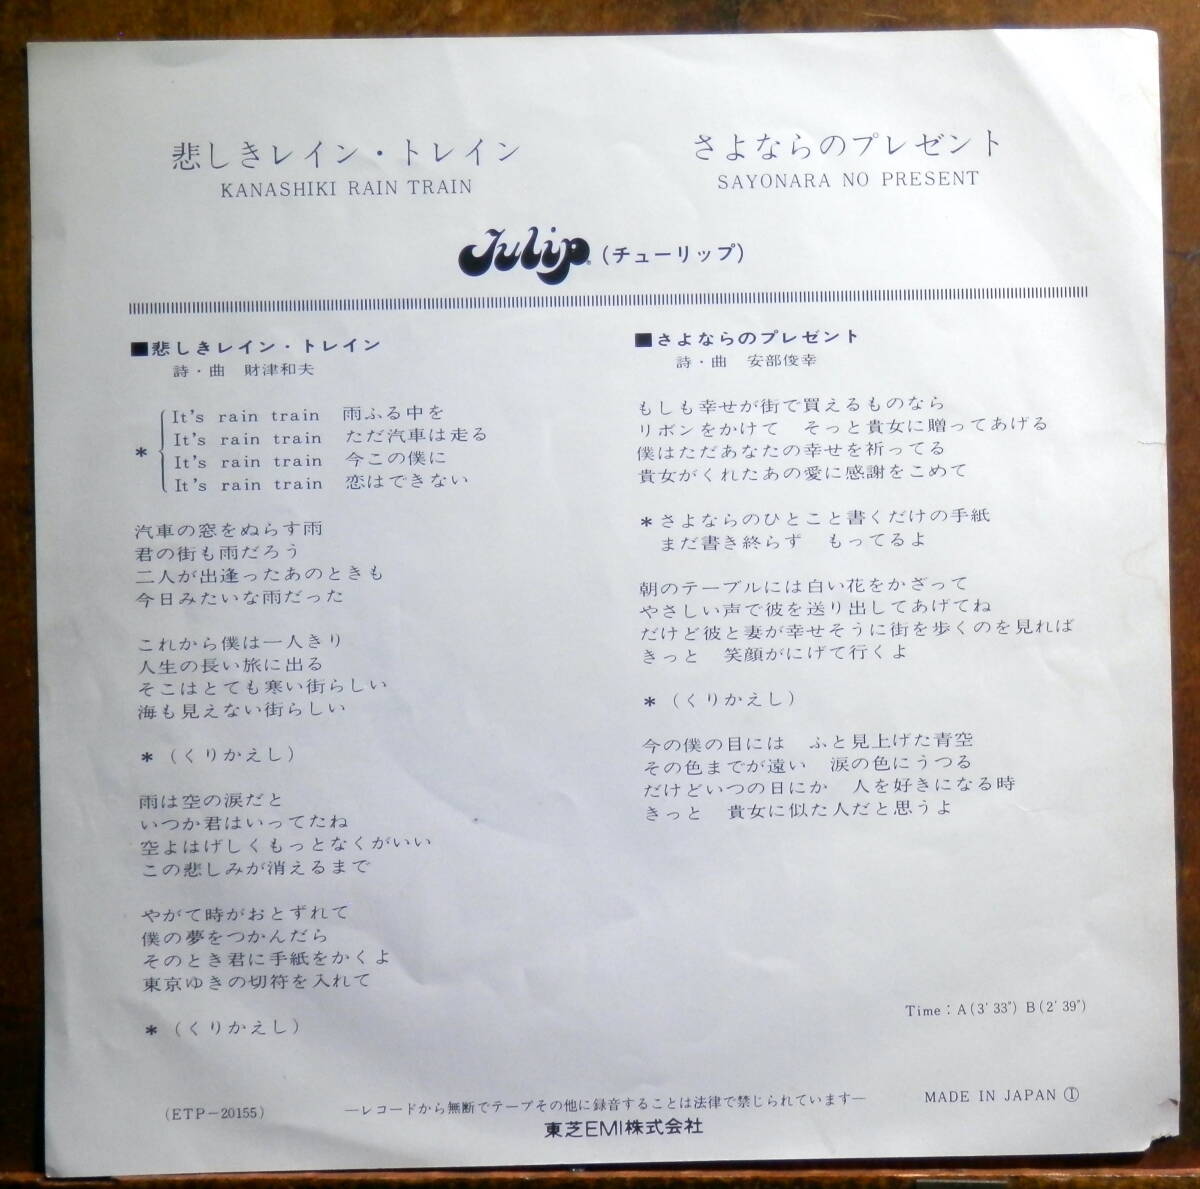 悲しきレイン・トレイン
KANASHIKI RAIN TRAIN
さよならのプレゼント
SAYONARA NO PRESENT
Julip (チューリップ)
■悲しきレイン・トレイン
詩・曲 財津和夫
It's rain train 雨ふる中を
It's rain train ただ汽車は走る
* It's rain train 今この僕に
It's rain train 恋はできない
汽車の窓をぬらす雨
君の街も雨だろう
二人が出逢ったあのときも
今日みたいな雨だった
これから僕は一人きり
人生の長い旅に出る
そこはとても寒い街らしい
海も見えない街らしい
* (くりかえし)
雨は空の涙だと
いつか君はいってたね
空よはげしくもっとなくがいい
この悲しみが消えるまで
やがて時がおとずれて
僕の夢をつかんだら
そのとき君に手紙をかくよ
東京ゆきの切符を入れて
* (くりかえし)
■さよならのプレゼント
詩・曲 安部俊幸
もしも幸せが街で買えるものなら
リボンをかけて そっと貴女に贈ってあげる
僕はただあなたの幸せを祈ってる
貴女がくれたあの愛に感謝をこめて
* さよならのひとこと書くだけの手紙
まだ書き終らず もってるよ
朝のテーブルには白い花をかざって
やさしい声で彼を送り出してあげてね
だけど彼と妻が幸せそうに街を歩くのを見れば
きっと 笑顔がにげて行くよ
* (くりかえし)
今の僕の目には ふと見上げた青空
その色までが遠い 涙の色にうつる
だけどいつの日にか 人を好きになる時
きっと 貴女に似た人だと思うよ
Time : A (3' 33") B (2' 39")
(ETP-20155)
—レコードから無断でテープその他に録音することは法律で禁じられています—
MADE IN JAPAN Ⓣ
東芝EMI株式会社